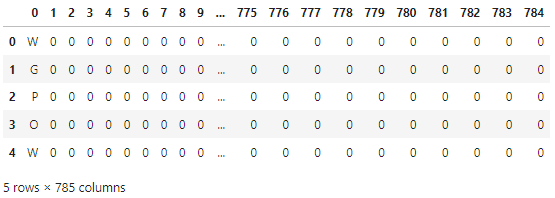 0 1 2 3 4 5 6 7 8 9 ... 775 776 777 778 779 780 781 782 783 784
0 W 0 0 0 0 0 0 0 0 0 ... 0 0 0 0 0 0 0 0 0 0
1 G 0 0 0 0 0 0 0 0 0 ... 0 0 0 0 0 0 0 0 0 0
2 P 0 0 0 0 0 0 0 0 0 ... 0 0 0 0 0 0 0 0 0 0
3 O 0 0 0 0 0 0 0 0 0 ... 0 0 0 0 0 0 0 0 0 0
4 W 0 0 0 0 0 0 0 0 0 ... 0 0 0 0 0 0 0 0 0 0
5 rows × 785 columns